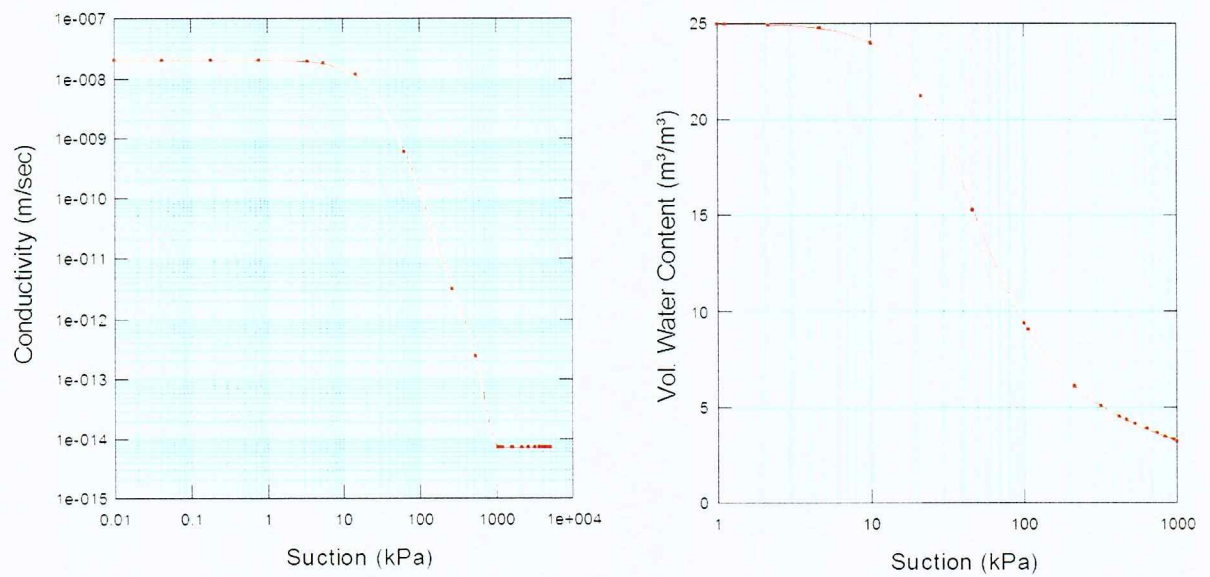 1e-007
1e-008
1e-009
1e-010
1e-011
1e-012
1e-013
1e-014
1e-015
Conductivity (m/sec)
0.01 0.1 1 10 100 1000 1e+004
Suction (kPa)
25
20
15
10
5
0
Vol. Water Content (m³/m³)
1 10 100 1000
Suction (kPa)